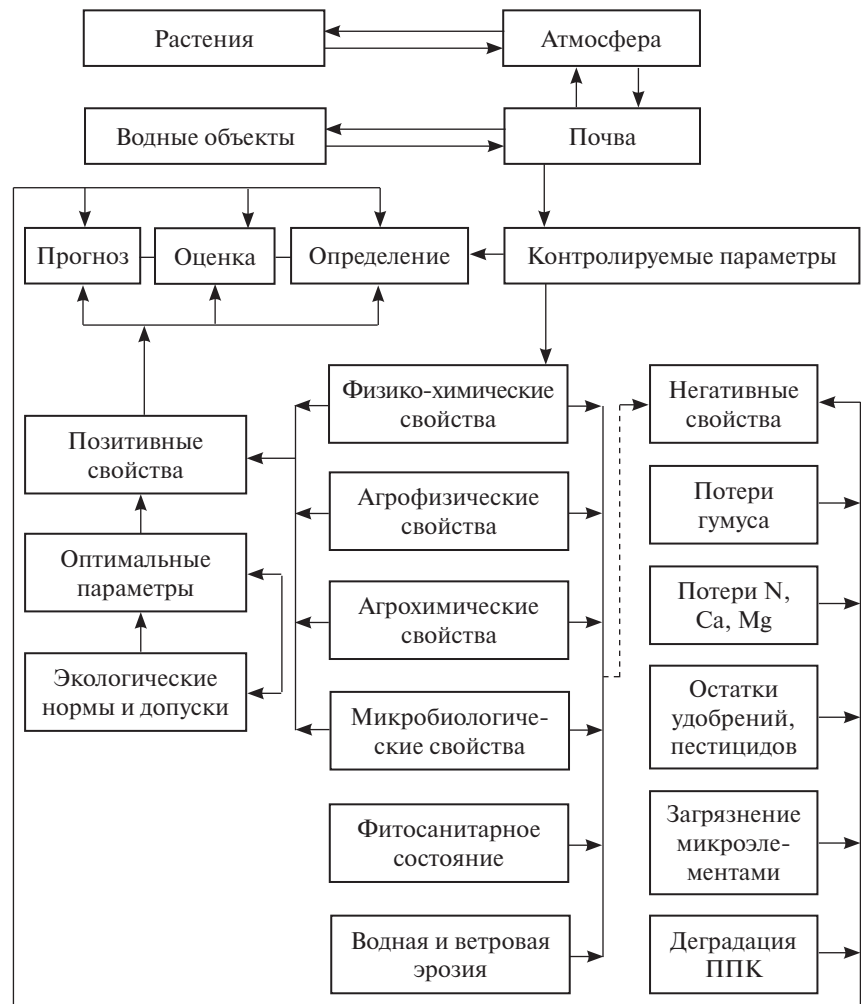 Растения
Атмосфера
Водные объекты
Почва
Прогноз
Оценка
Определение
Контролируемые параметры
Физико-химические
свойства
Негативные
свойства
Позитивные
свойства
Агрофизические
свойства
Потери
гумуса
Оптимальные
параметры
Агрохимические
свойства
Потери N,
Ca, Mg
Экологические
нормы и допуски
Микробиологиче-
ские свойства
Остатки
удобрений,
пестицидов
Фитосанитарное
состояние
Загрязнение
микроэле-
ментами
Водная и ветровая
эрозия
Деградация
ППК